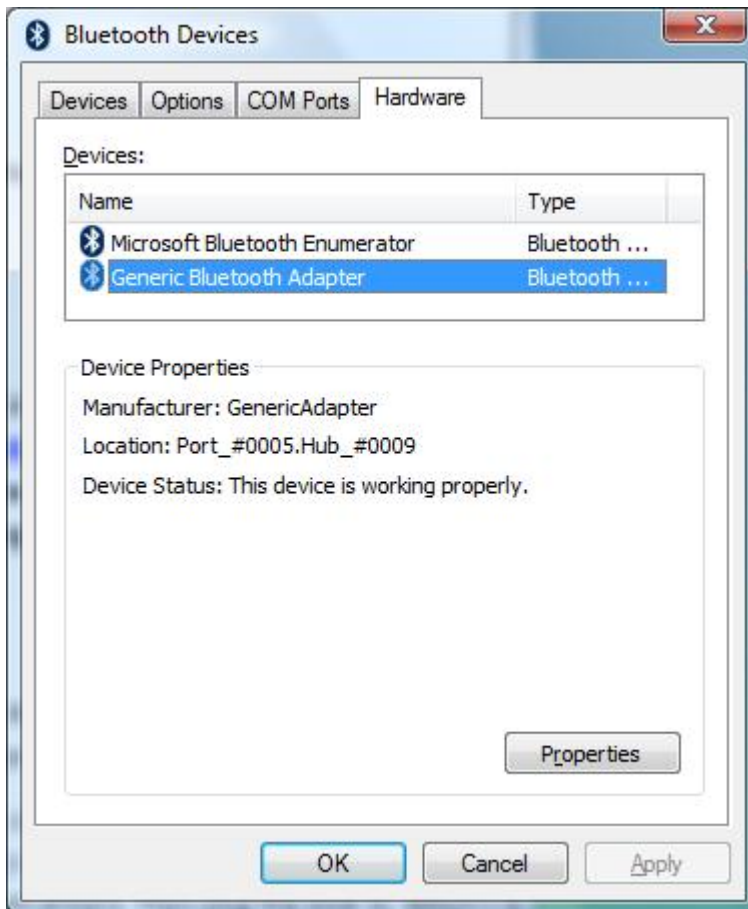 Bluetooth Devices
Devices Options COM Ports Hardware
Devices:
Name Type
Microsoft Bluetooth Enumerator Bluetooth ...
Generic Bluetooth Adapter Bluetooth ...
Device Properties
Manufacturer: GenericAdapter
Location: Port_#0005.Hub_#0009
Device Status: This device is working properly.
Properties
OK Cancel Apply